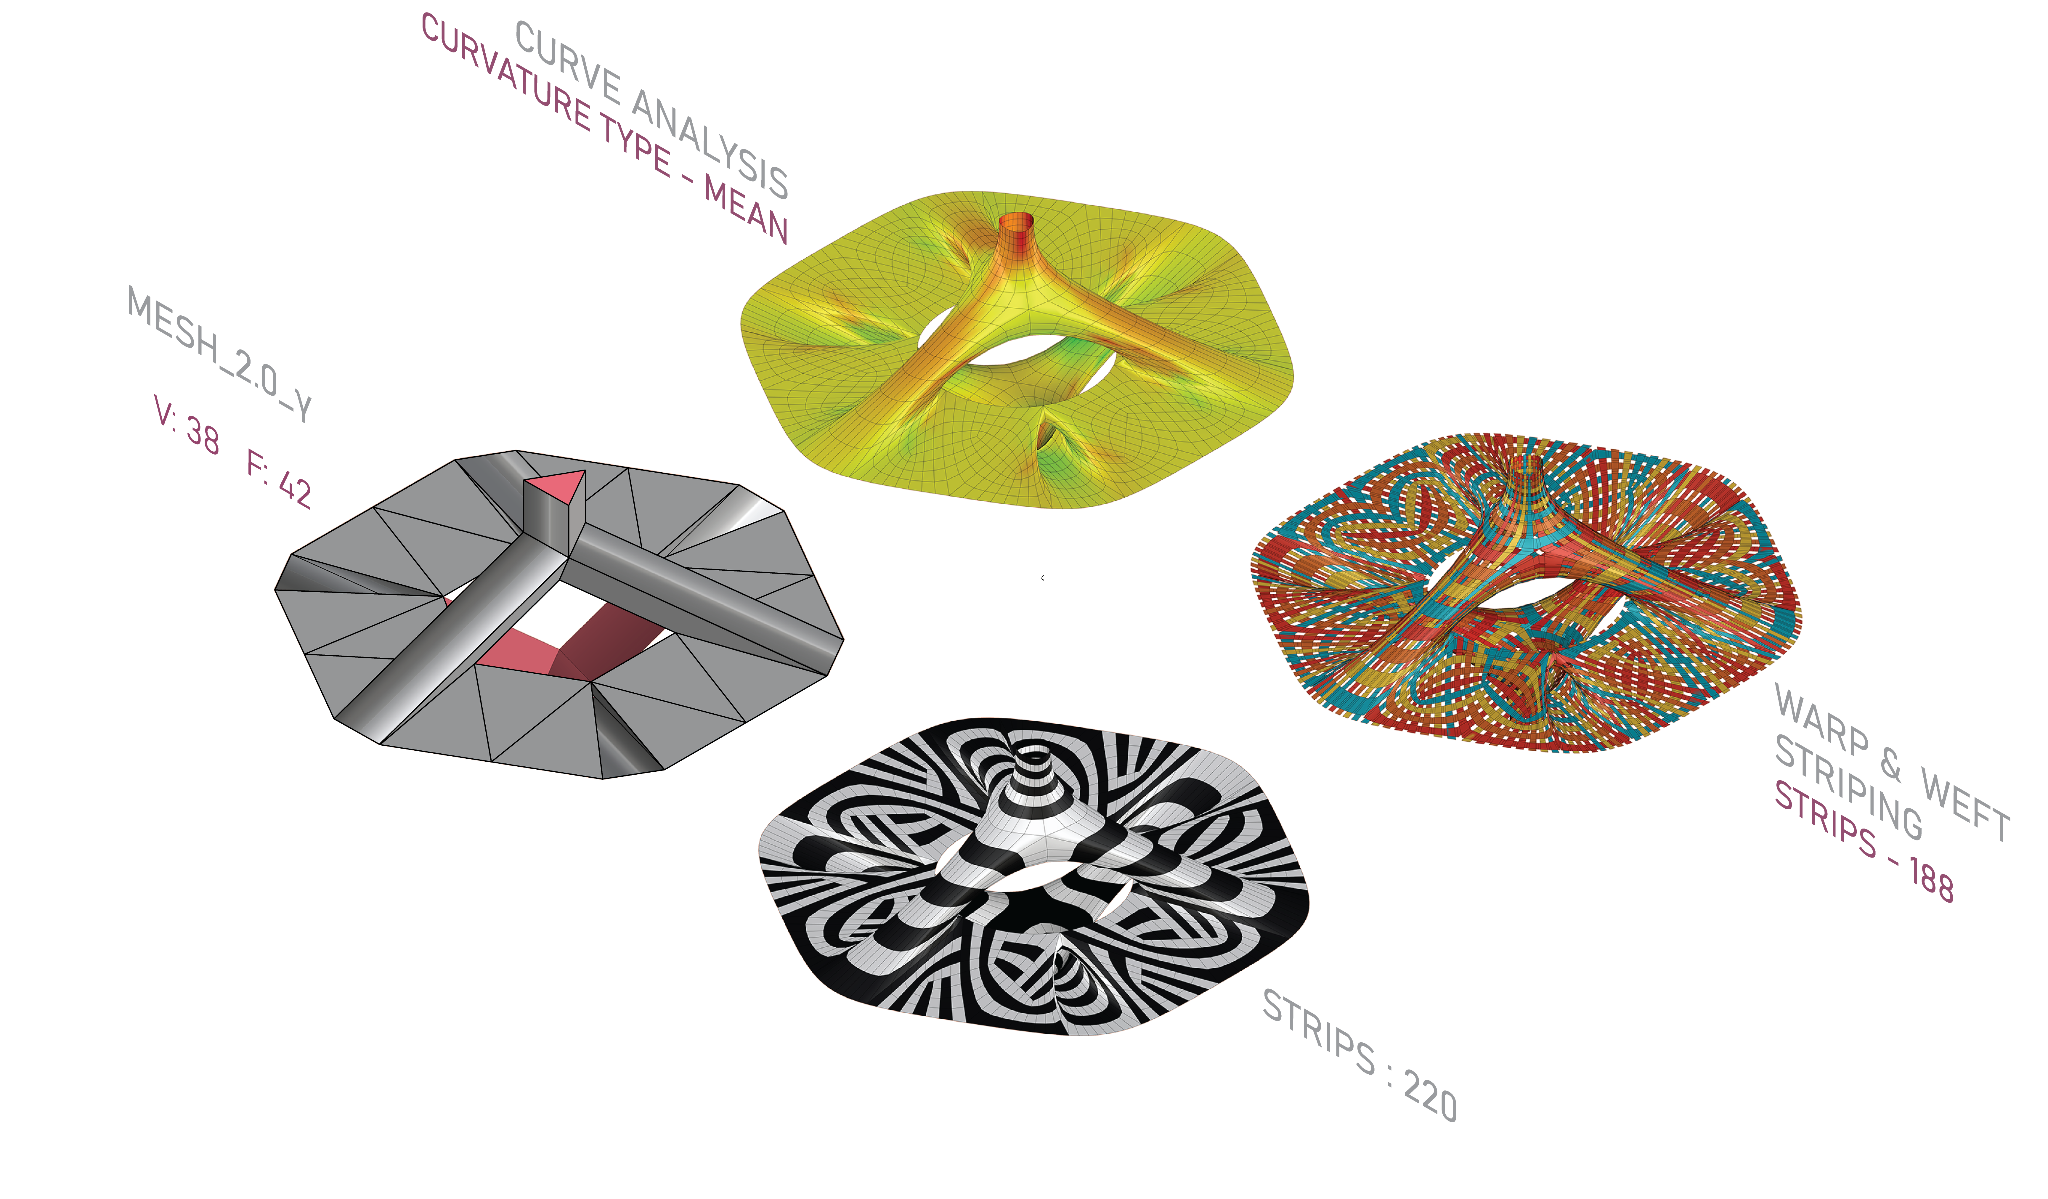 CURVE ANALYSIS
CURVATURE TYPE - MEAN
MESH_2.0_Y
V: 38 F: 42
WARP & WEFT
STRIPING
STRIPS - 188
STRIPS : 220